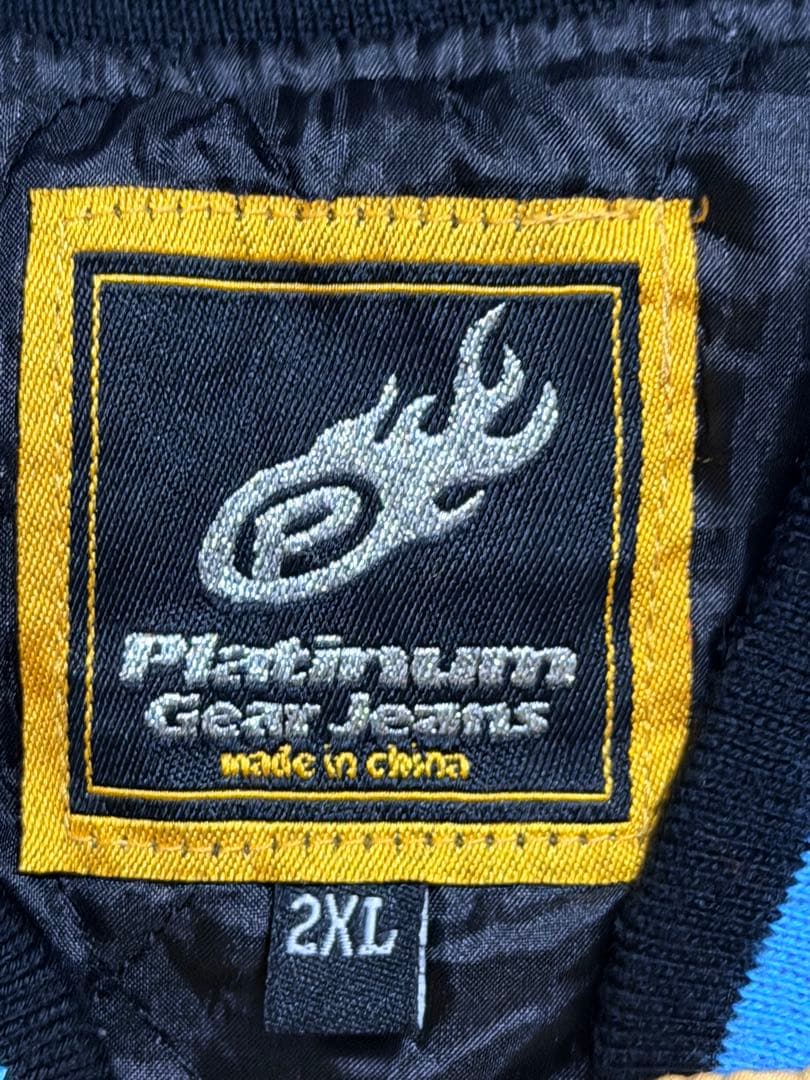 P
Platinum
Gear Jeans
made in china
2XL